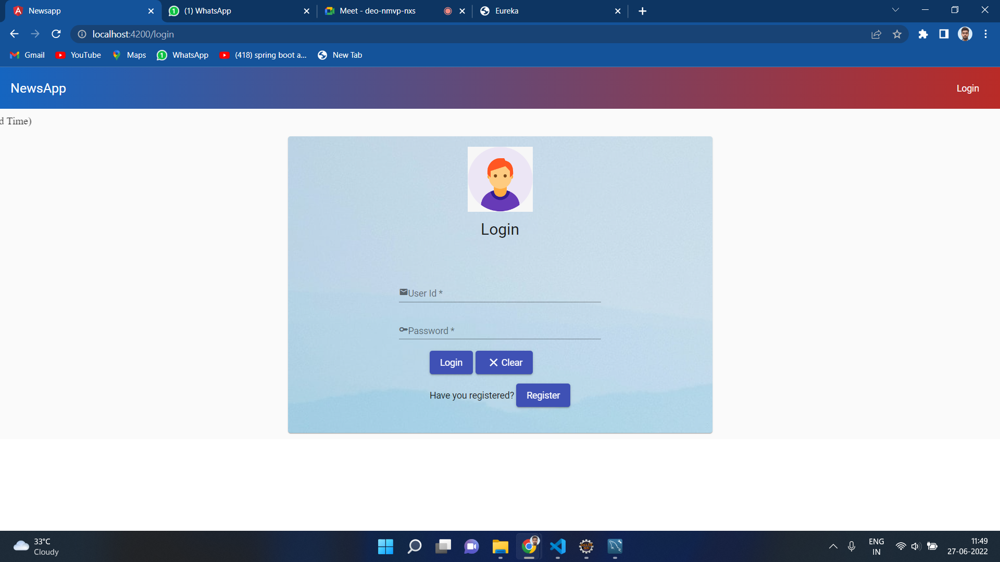 Newsapp
(1) WhatsApp
Meet - deo-nmvp-nxs
Eureka
localhost:4200/login
Gmail
YouTube
Maps
WhatsApp
(418) spring boot a...
New Tab
NewsApp
Login
d Time)
Login
User Id *
Password *
Login
Clear
Have you registered? Register
33°C
Cloudy
ENG
IN
11:49
27-06-2022